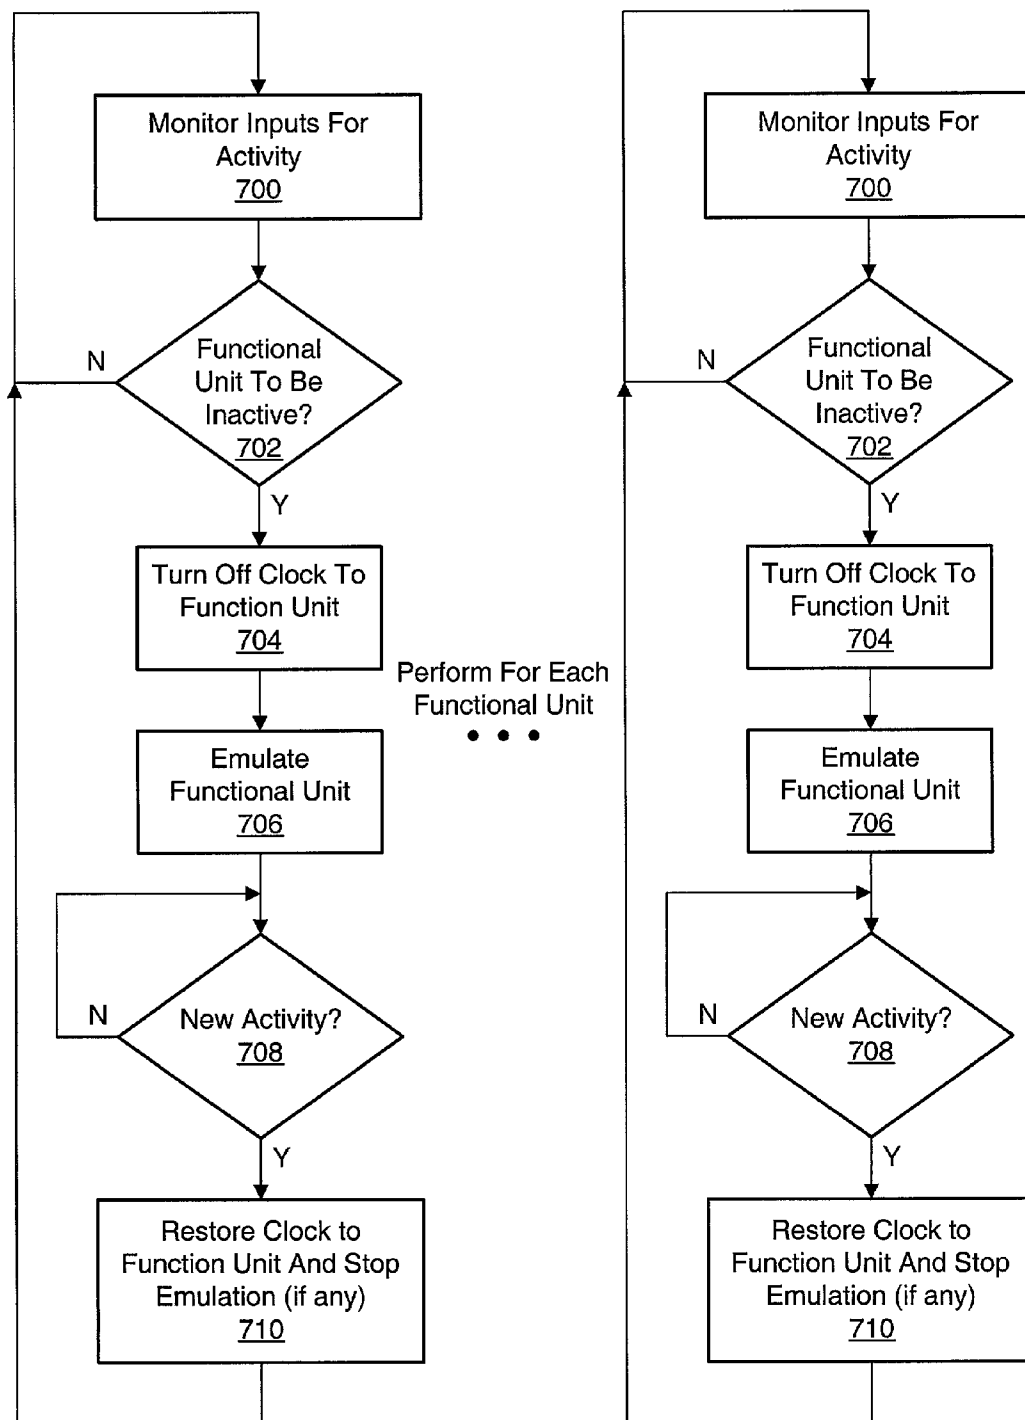 Monitor Inputs For
Activity
700
Functional
Unit To Be
Inactive?
702
N
Y
Turn Off Clock To
Function Unit
704
Emulate
Functional Unit
706
New Activity?
708
N
Y
Restore Clock to
Function Unit And Stop
Emulation (if any)
710
Perform For Each
Functional Unit
• • •
Monitor Inputs For
Activity
700
Functional
Unit To Be
Inactive?
702
N
Y
Turn Off Clock To
Function Unit
704
Emulate
Functional Unit
706
New Activity?
708
N
Y
Restore Clock to
Function Unit And Stop
Emulation (if any)
710